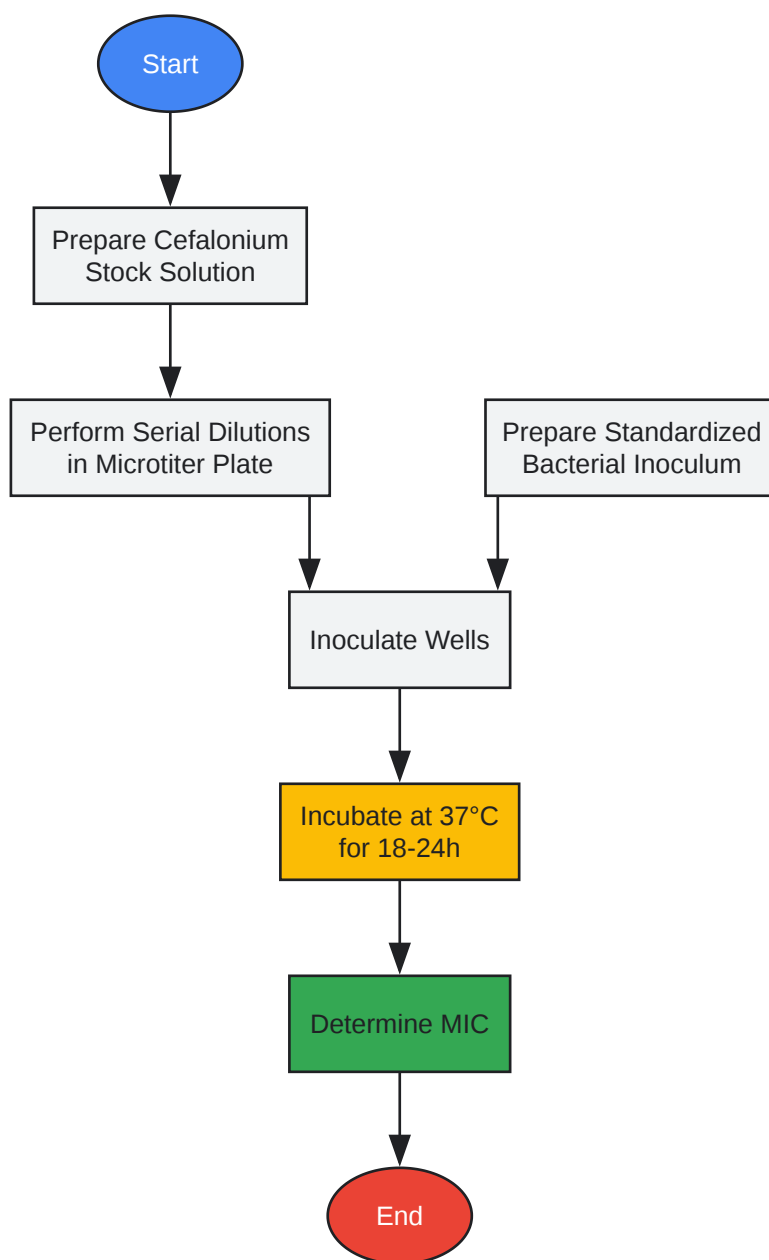 Start
Prepare Cefalonium
Stock Solution
Perform Serial Dilutions
in Microtiter Plate
Prepare Standardized
Bacterial Inoculum
Inoculate Wells
Incubate at 37°C
for 18-24h
Determine MIC
End